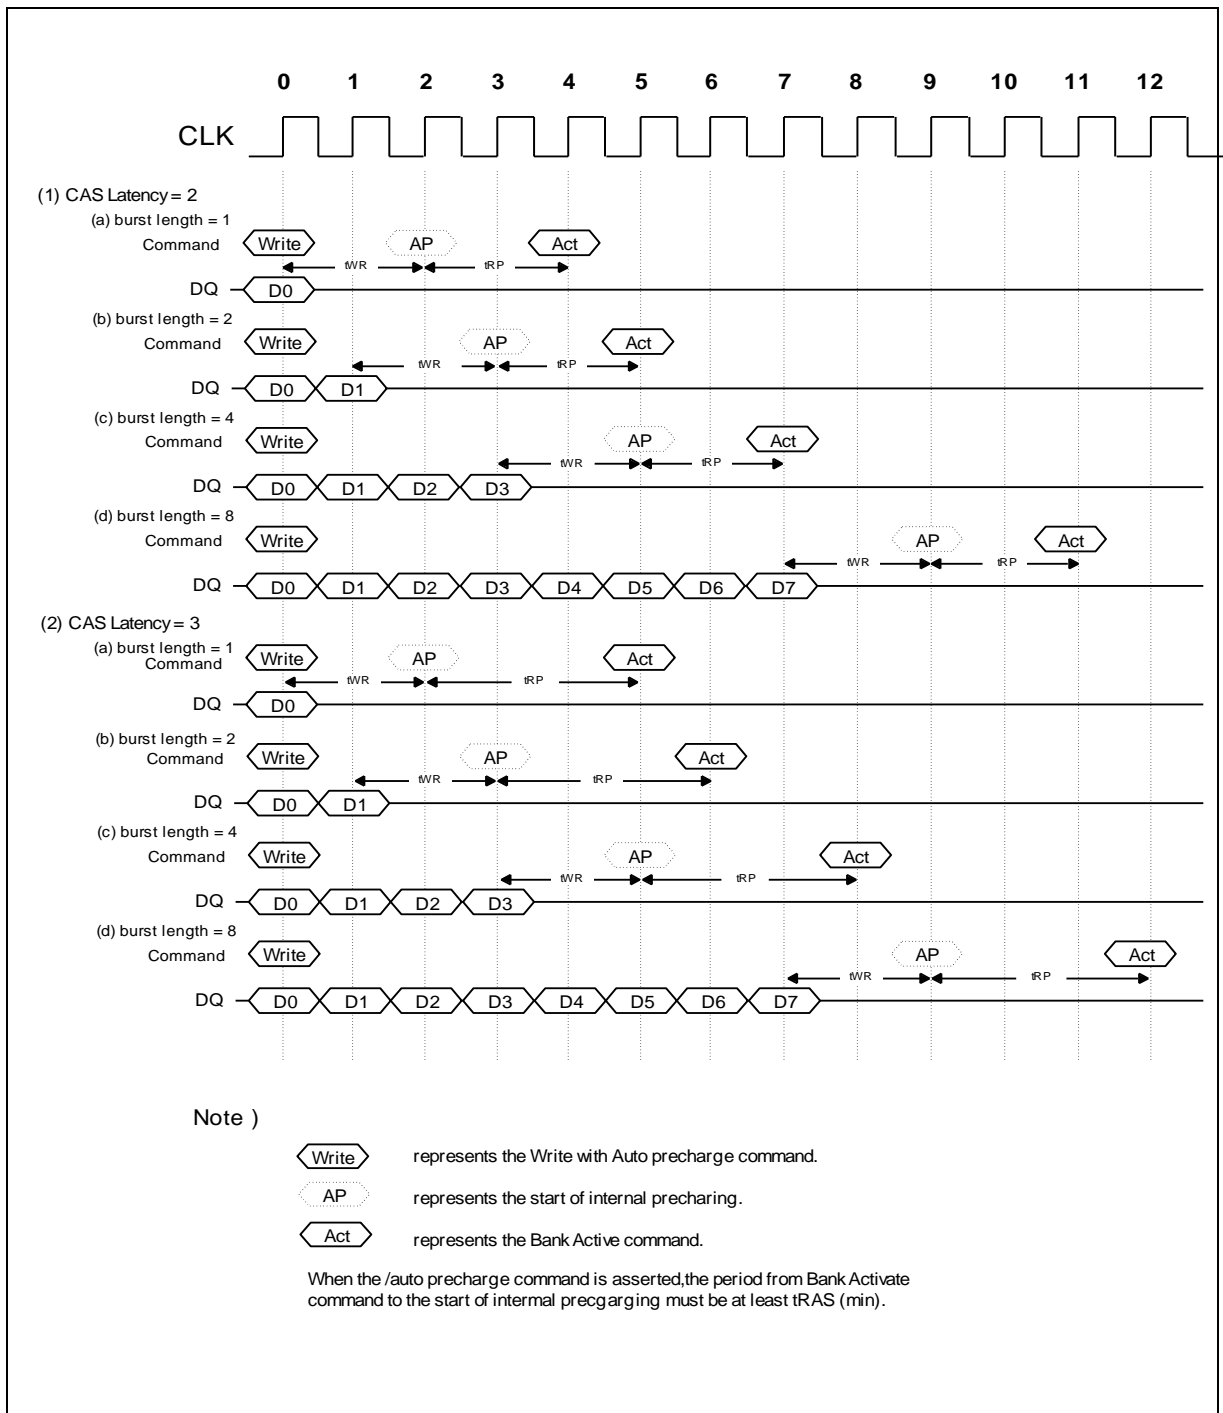 0 1 2 3 4 5 6 7 8 9 10 11 12
CLK
(1) CAS Latency = 2
(a) burst length = 1
Command Write AP Act
tWR tRP
DQ D0
(b) burst length = 2
Command Write AP Act
tWR tRP
DQ D0 D1
(c) burst length = 4
Command Write AP Act
tWR tRP
DQ D0 D1 D2 D3
(d) burst length = 8
Command Write AP Act
tWR tRP
DQ D0 D1 D2 D3 D4 D5 D6 D7
(2) CAS Latency = 3
(a) burst length = 1
Command Write AP Act
tWR tRP
DQ D0
(b) burst length = 2
Command Write AP Act
tWR tRP
DQ D0 D1
(c) burst length = 4
Command Write AP Act
tWR tRP
DQ D0 D1 D2 D3
(d) burst length = 8
Command Write AP Act
tWR tRP
DQ D0 D1 D2 D3 D4 D5 D6 D7
Note )
Write represents the Write with Auto precharge command.
AP represents the start of internal precharing.
Act represents the Bank Active command.
When the /auto precharge command is asserted,the period from Bank Activate
command to the start of intermal precgarging must be at least tRAS (min).